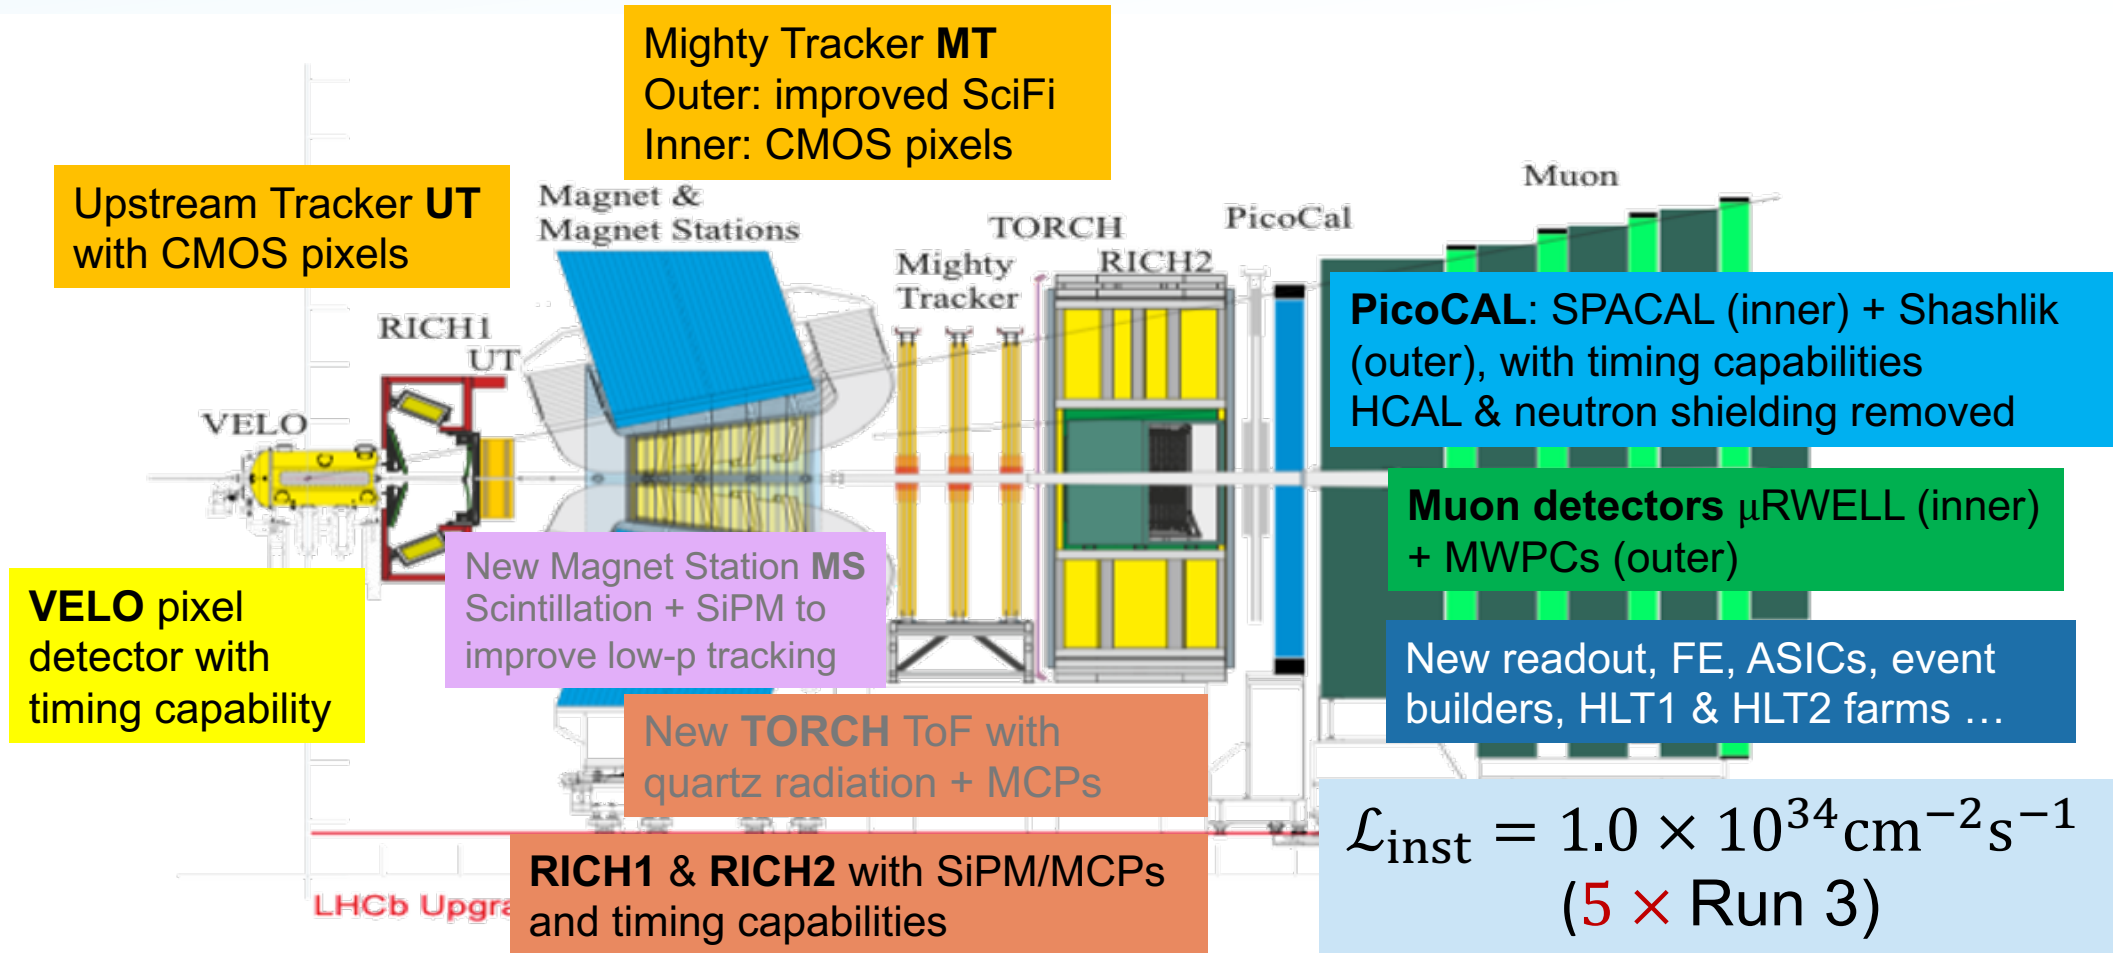 Mighty Tracker MT
Outer: improved SciFi
Inner: CMOS pixels
Upstream Tracker UT
with CMOS pixels
Magnet &
Magnet Stations
Muon
TORCH
PicoCal
Mighty
Tracker
RICH2
RICH1
UT
VELO
PicoCAL: SPACAL (inner) + Shashlik
(outer), with timing capabilities
HCAL & neutron shielding removed
Muon detectors μRWELL (inner)
+ MWPCs (outer)
New Magnet Station MS
Scintillation + SiPM to
improve low-p tracking
VELO pixel
detector with
timing capability
New readout, FE, ASICs, event
builders, HLT1 & HLT2 farms …
New TORCH ToF with
quartz radiation + MCPs
ℒinst = 1.0 × 10³⁴cm⁻²s⁻¹
(5 × Run 3)
RICH1 & RICH2 with SiPM/MCPs
and timing capabilities
LHCb Upgra